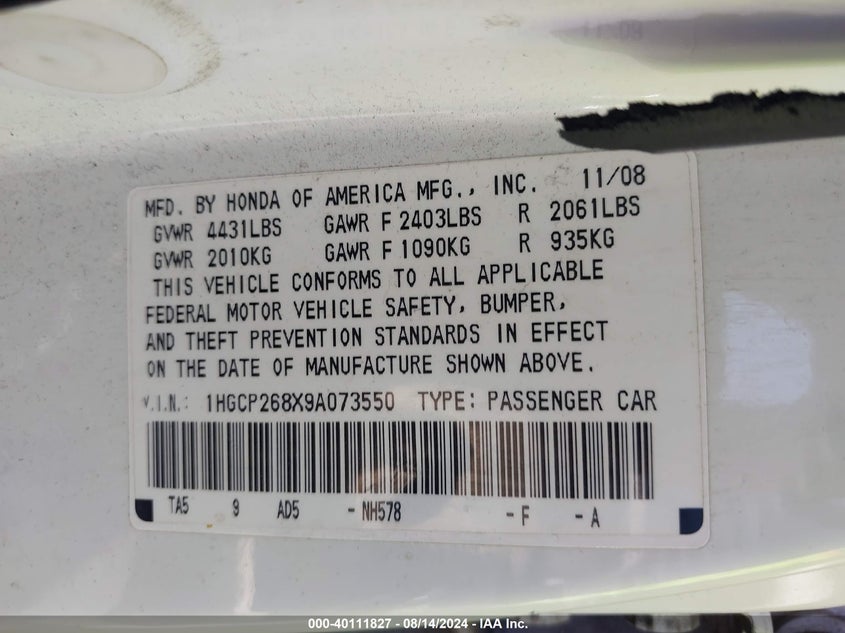 MFD. BY HONDA OF AMERICA MFG., INC. 11/08
GVWR 4431LBS GAWR F 2403LBS R 2061LBS
GVWR 2010KG GAWR F 1090KG R 935KG
THIS VEHICLE CONFORMS TO ALL APPLICABLE
FEDERAL MOTOR VEHICLE SAFETY, BUMPER,
AND THEFT PREVENTION STANDARDS IN EFFECT
ON THE DATE OF MANUFACTURE SHOWN ABOVE.
V.I.N.: 1HGCP268X9A073550 TYPE: PASSENGER CAR
TA5 9 AD5 - NH578 - F - A
000-40111827 - 08/14/2024 - IAA Inc.